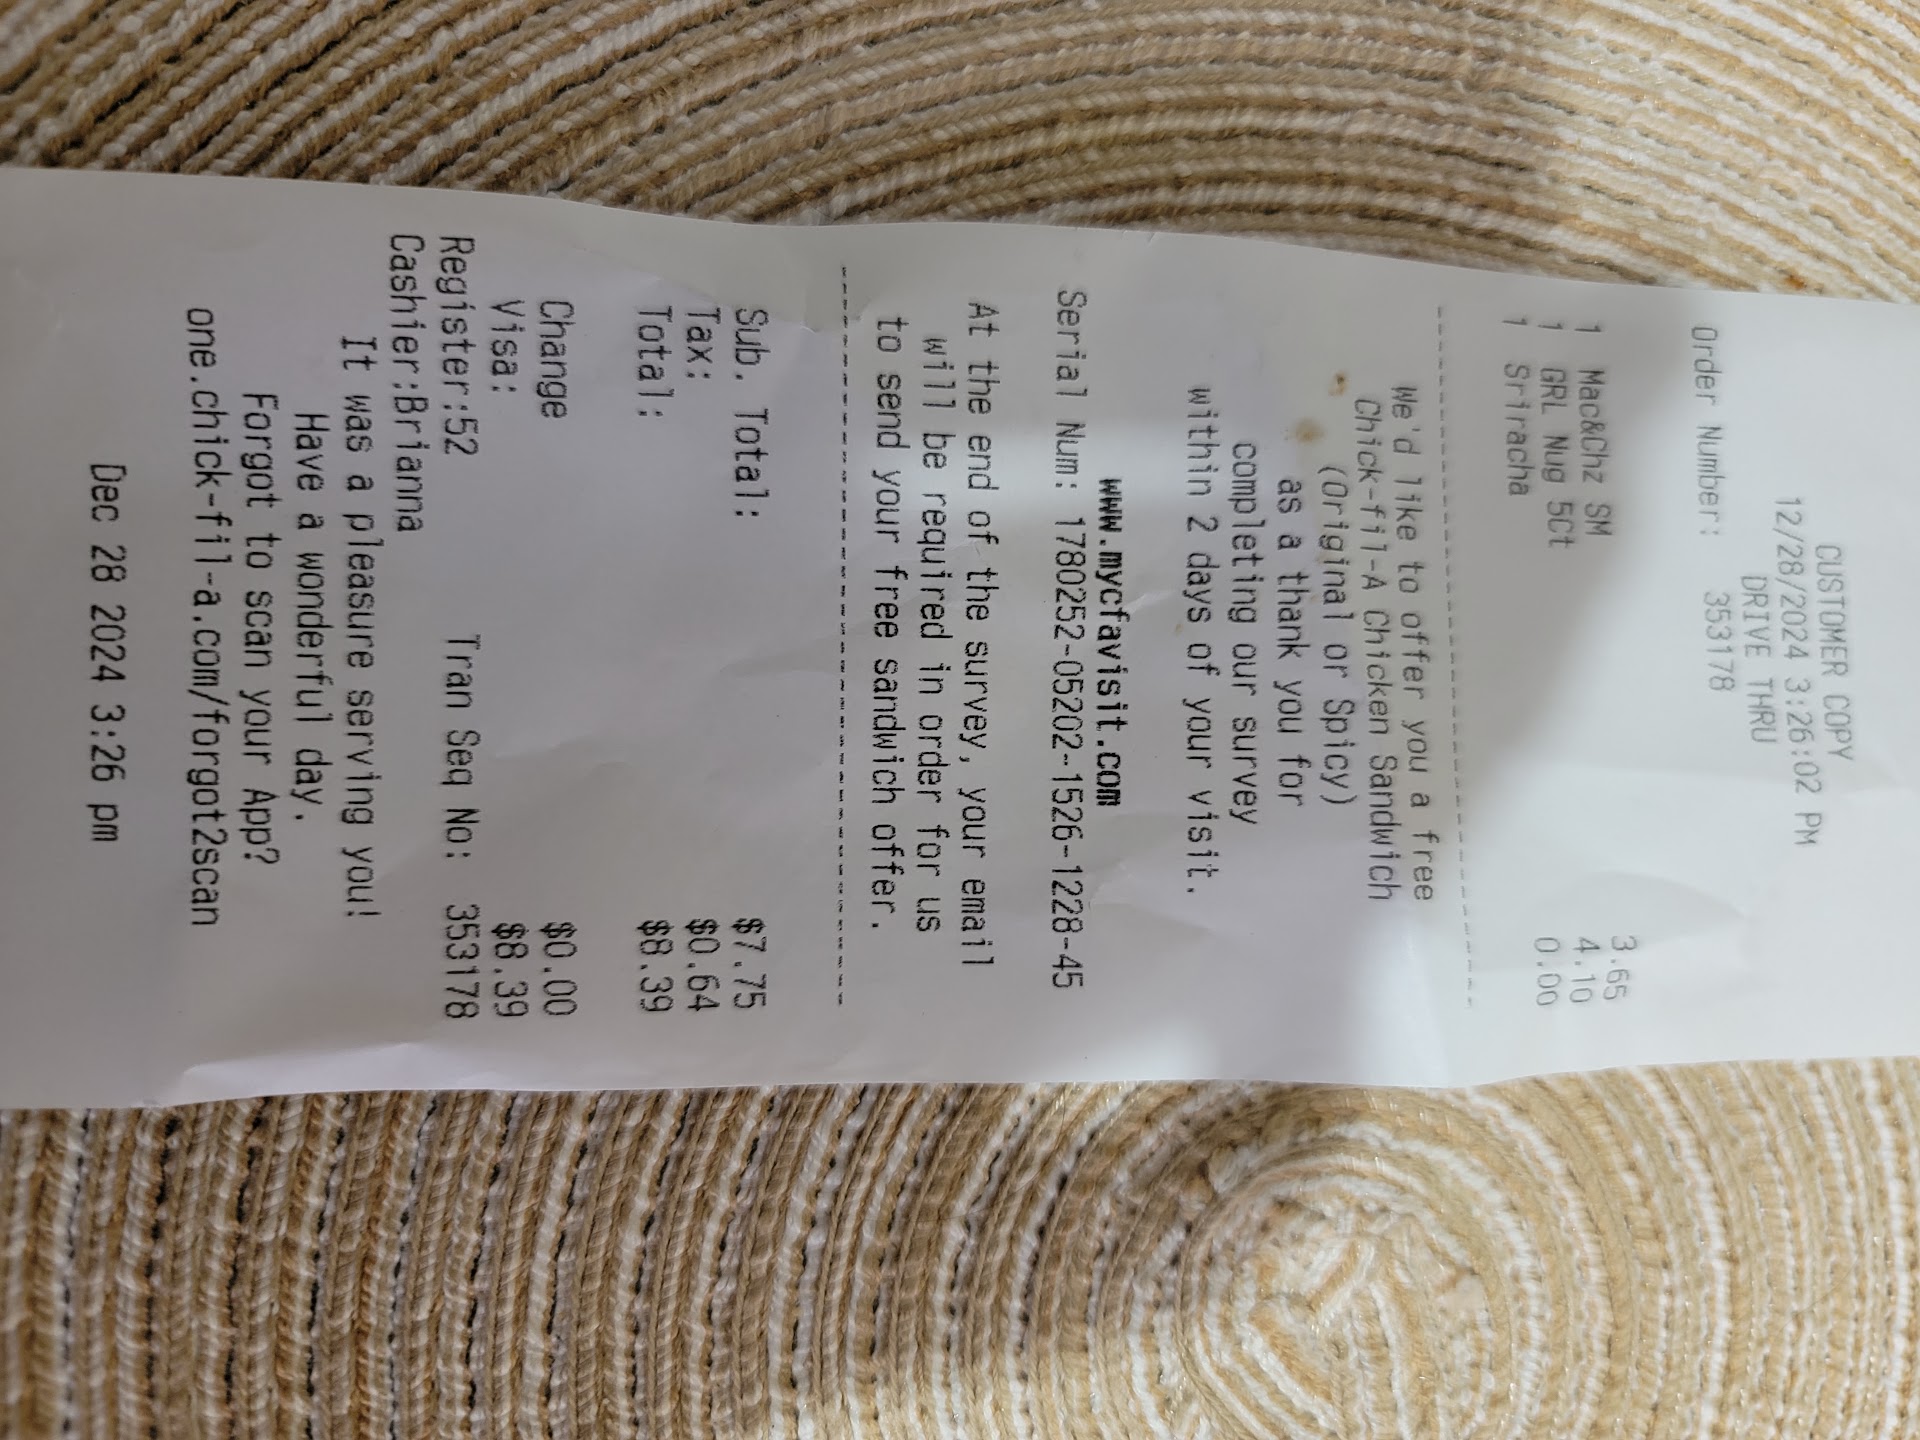 CUSTOMER COPY
12/28/2024 3:26:02 PM
DRIVE THRU
Order Number: 353178
1 Mac&Chz SM 3.65
1 GRL Nug 5Ct 4.10
1 Sriracha 0.00
We'd like to offer you a free
Chick-fil-A Chicken Sandwich
(Original or Spicy)
as a thank you for
completing our survey
within 2 days of your visit.
www.mycfavisit.com
Serial Num: 1780252-05202-1526-1228-45
At the end of the survey, your email
will be required in order for us
to send your free sandwich offer.
Sub. Total: $7.75
Tax: $0.64
Total: $8.39
Change $0.00
Visa: $8.39
Register:52 Tran Seq No: 353178
Cashier:Brianna
It was a pleasure serving you!
Have a wonderful day.
Forgot to scan your App?
one.chick-fil-a.com/forgot2scan
Dec 28 2024 3:26 pm